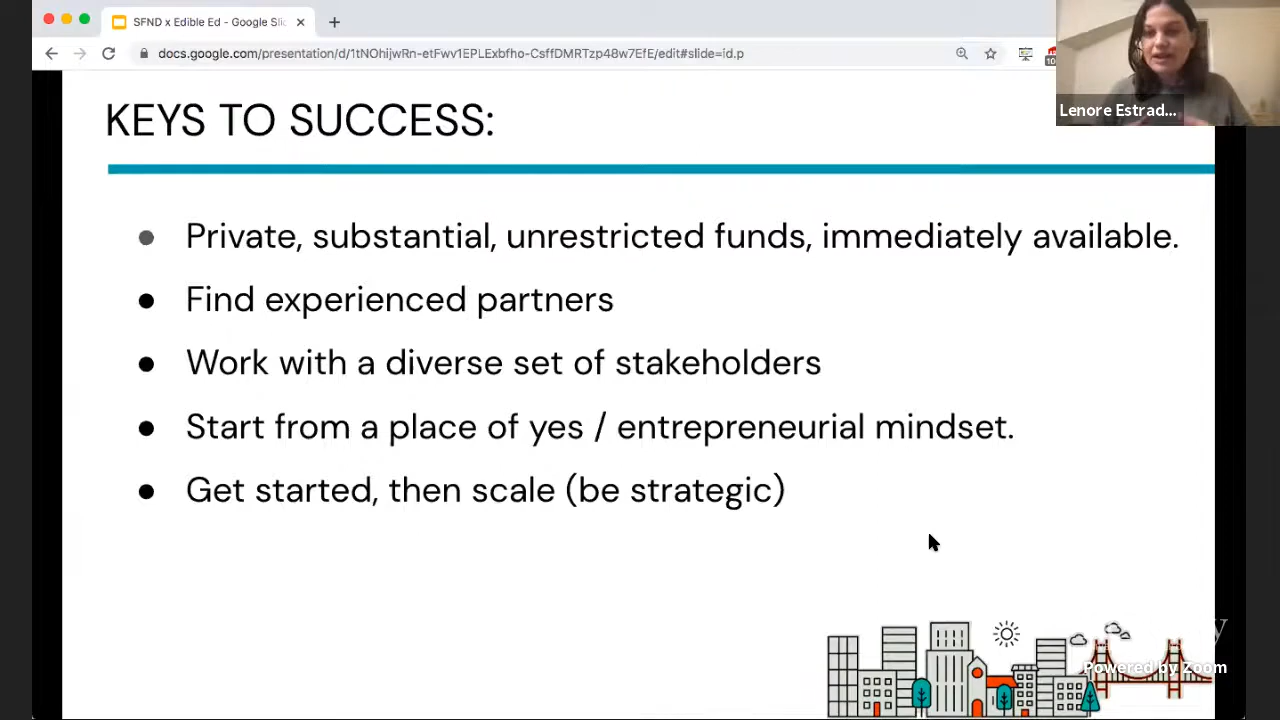 SFND x Edible Ed - Google Slic
docs.google.com/presentation/d/1tNOhijwRn-etFwv1EPLExbfho-CsffDMRTzp48w7EfE/edit#slide=id.p
10
Lenore Estrad...
KEYS TO SUCCESS:
● Private, substantial, unrestricted funds, immediately available.
● Find experienced partners
● Work with a diverse set of stakeholders
● Start from a place of yes / entrepreneurial mindset.
● Get started, then scale (be strategic)
y
Powered by Zoom